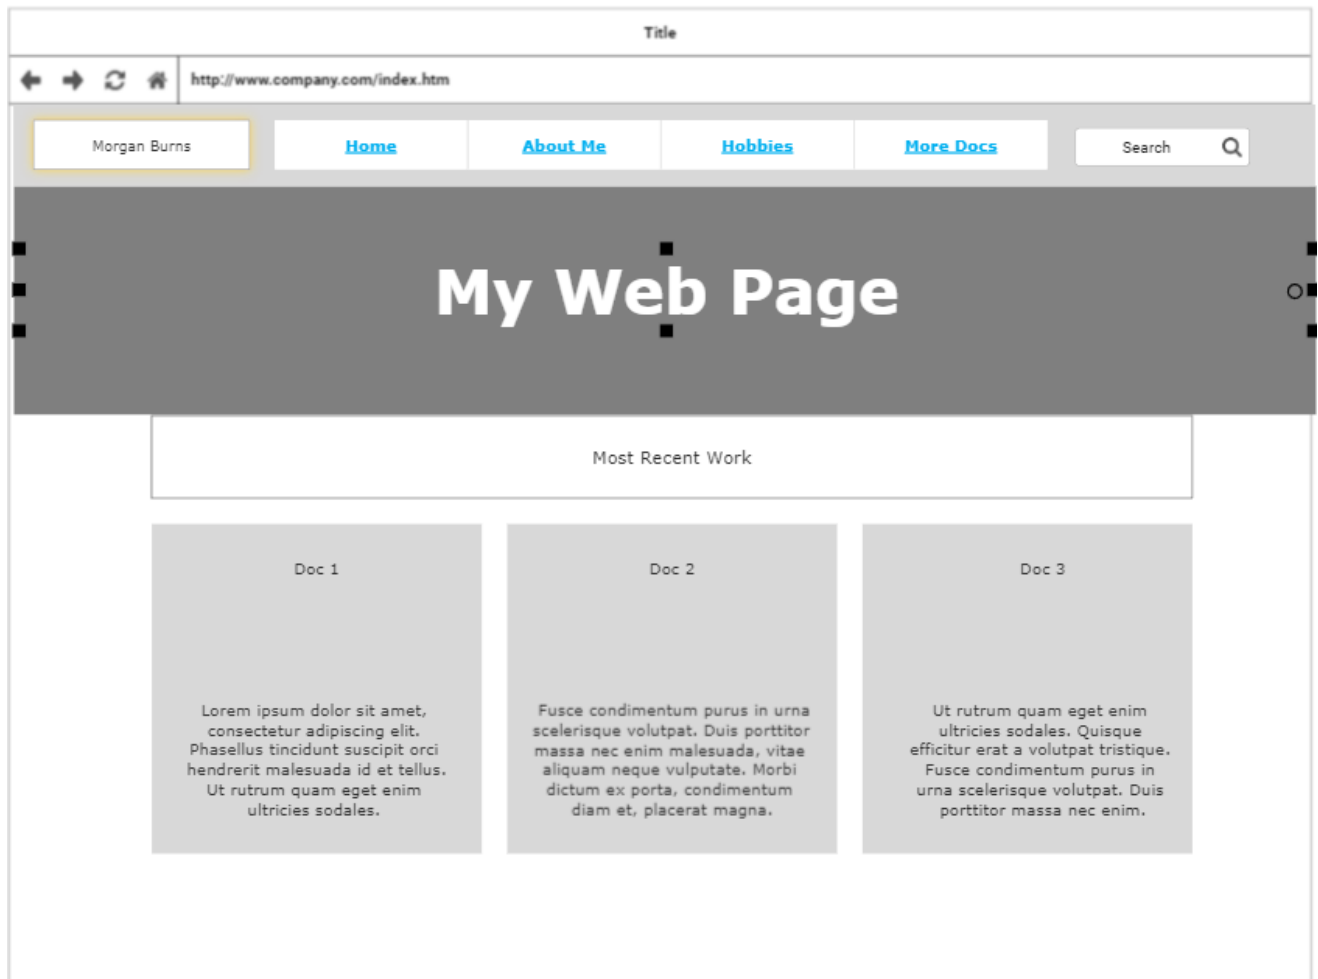 Title
http://www.company.com/index.htm
Morgan Burns
Home
About Me
Hobbies
More Docs
Search
My Web Page
Most Recent Work
Doc 1
Lorem ipsum dolor sit amet,
consectetur adipiscing elit.
Phasellus tincidunt suscipit orci
hendrerit malesuada id et tellus.
Ut rutrum quam eget enim
ultricies sodales.
Doc 2
Fusce condimentum purus in urna
scelerisque volutpat. Duis porttitor
massa nec enim malesuada, vitae
aliquam neque vulputate. Morbi
dictum ex porta, condimentum
diam et, placerat magna.
Doc 3
Ut rutrum quam eget enim
ultricies sodales. Quisque
efficitur erat a volutpat tristique.
Fusce condimentum purus in
urna scelerisque volutpat. Duis
porttitor massa nec enim.